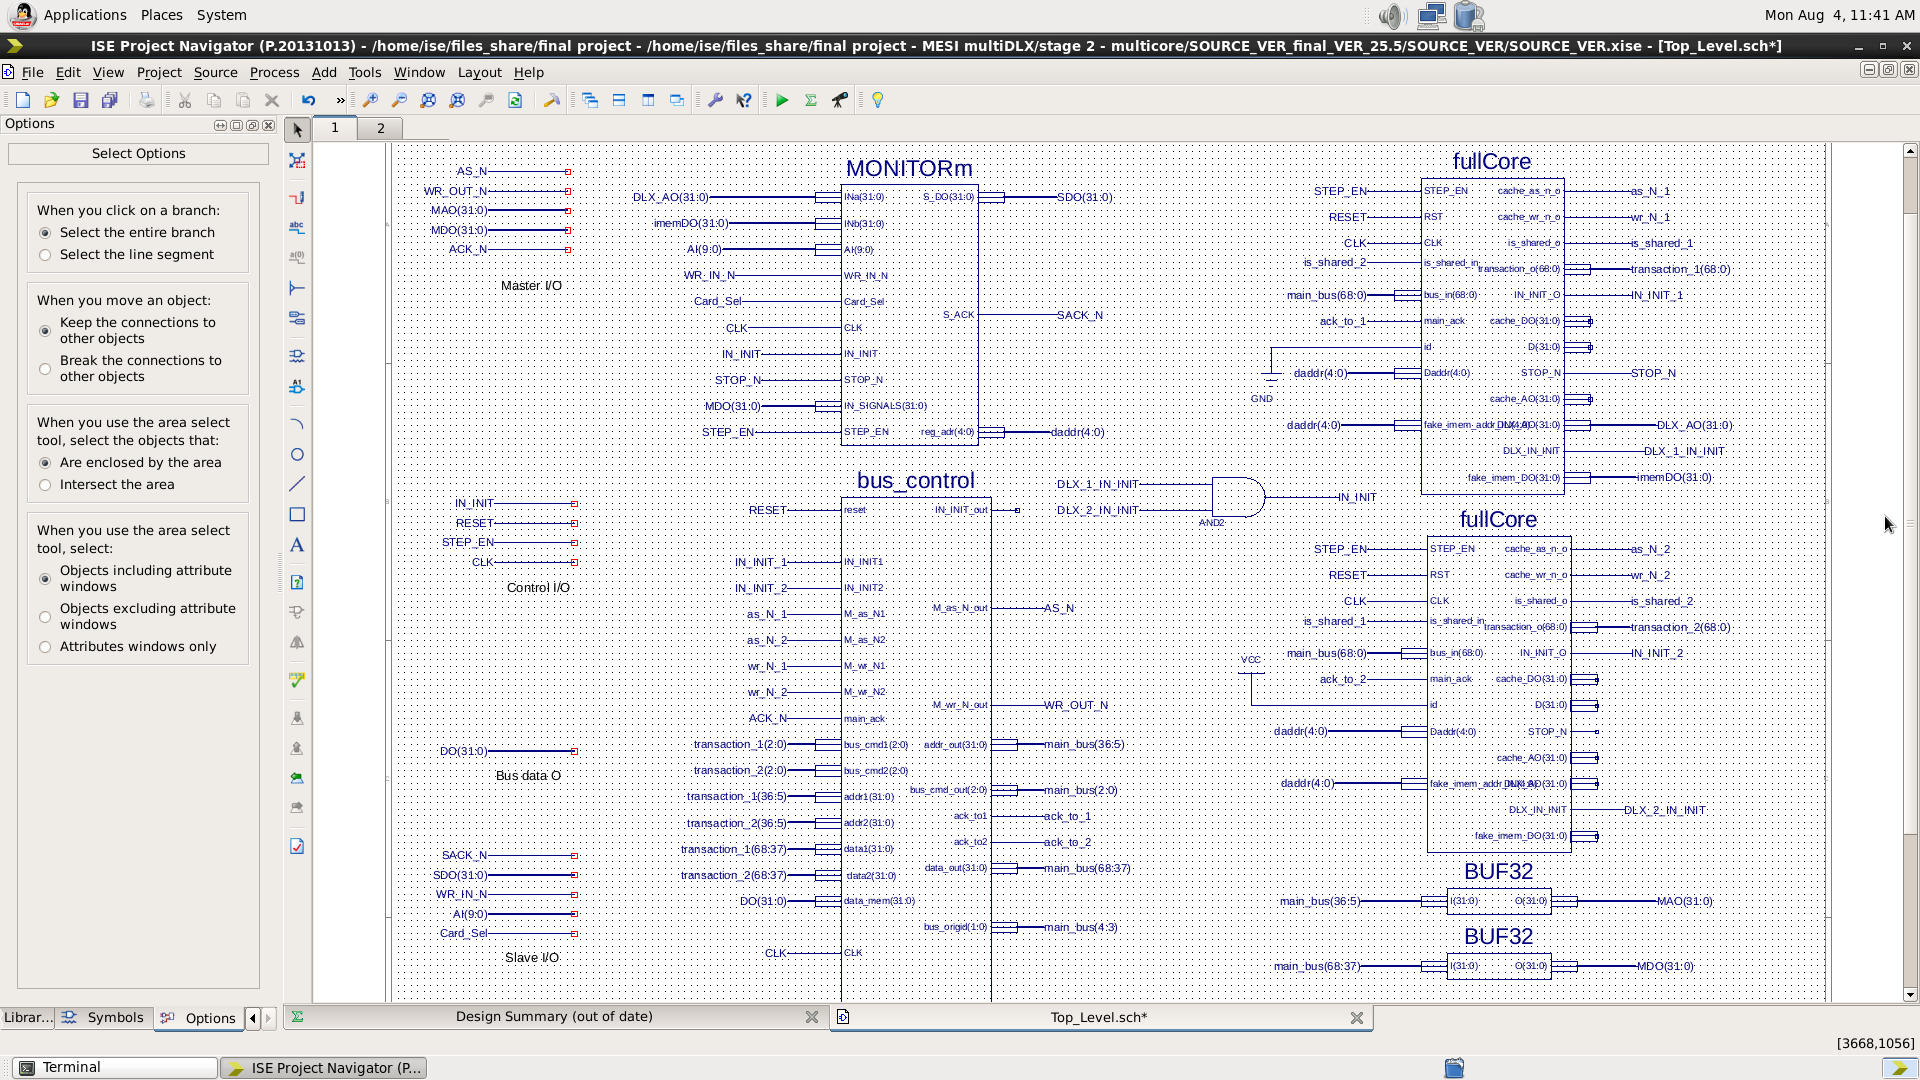 Applications Places System
Mon Aug 4, 11:41 AM
ISE Project Navigator (P.20131013) - /home/ise/files_share/final project - /home/ise/files_share/final project - MESI multiDLX/stage 2 - multicore/SOURCE_VER_final_VER_25.5/SOURCE_VER/SOURCE_VER.xise - [Top_Level.sch*]
File Edit View Project Source Process Add Tools Window Layout Help
Options
Select Options
When you click on a branch:
Select the entire branch
Select the line segment
When you move an object:
Keep the connections to
other objects
Break the connections to
other objects
When you use the area select
tool, select the objects that:
Are enclosed by the area
Intersect the area
When you use the area select
tool, select:
Objects including attribute
windows
Objects excluding attribute
windows
Attributes windows only
1 2
AS_N
WR_OUT_N
MAO(31:0)
MDO(31:0)
ACK_N
Master I/O
IN_INIT
RESET
STEP_EN
CLK
Control I/O
DO(31:0)
Bus data O
SACK_N
SDO(31:0)
WR_IN_N
AI(9:0)
Card_Sel
Slave I/O
MONITORm
DLX_AO(31:0) INa(31:0) S_DO(31:0) SDO(31:0)
imemDO(31:0) INb(31:0)
AI(9:0) AI(9:0)
WR_IN_N WR_IN_N
Card_Sel Card_Sel
S_ACK SACK_N
CLK CLK
IN_INIT IN_INIT
STOP_N STOP_N
MDO(31:0) IN_SIGNALS(31:0)
STEP_EN STEP_EN reg_adr(4:0) daddr(4:0)
bus_control
RESET reset IN_INIT_out
IN_INIT_1 IN_INIT1
IN_INIT_2 IN_INIT2
M_as_N_out AS_N
as_N_1 M_as_N1
as_N_2 M_as_N2
wr_N_1 M_wr_N1
wr_N_2 M_wr_N2
M_wr_N_out WR_OUT_N
ACK_N main_ack
transaction_1(2:0) bus_cmd1(2:0) addr_out(31:0) main_bus(36:5)
transaction_2(2:0) bus_cmd2(2:0)
bus_cmd_out(2:0) main_bus(2:0)
transaction_1(36:5) addr1(31:0)
ack_to1 ack_to_1
transaction_2(36:5) addr2(31:0)
ack_to2 ack_to_2
transaction_1(68:37) data1(31:0)
data_out(31:0) main_bus(68:37)
transaction_2(68:37) data2(31:0)
DO(31:0) data_mem(31:0)
bus_origid(1:0) main_bus(4:3)
CLK CLK
DLX_1_IN_INIT
DLX_2_IN_INIT
IN_INIT
AND2
fullCore
STEP_EN STEP_EN cache_as_n_o as_N_1
RESET RST cache_wr_n_o wr_N_1
CLK CLK is_shared_o is_shared_1
is_shared_2 is_shared_in
transaction_o(68:0) transaction_1(68:0)
main_bus(68:0) bus_in(68:0) IN_INIT_O IN_INIT_1
ack_to_1 main_ack cache_DO(31:0)
id D(31:0)
daddr(4:0) Daddr(4:0) STOP_N STOP_N
GND cache_AO(31:0)
daddr(4:0) DLX_AO(31:0)
DLX_IN_INIT DLX_1_IN_INIT
fake_imem_DO(31:0) imemDO(31:0)
fullCore
STEP_EN STEP_EN cache_as_n_o as_N_2
RESET RST cache_wr_n_o wr_N_2
CLK CLK is_shared_o is_shared_2
is_shared_1 is_shared_in
transaction_o(68:0) transaction_2(68:0)
VCC
main_bus(68:0) bus_in(68:0) IN_INIT_O IN_INIT_2
ack_to_2 main_ack cache_DO(31:0)
id D(31:0)
daddr(4:0) Daddr(4:0) STOP_N
cache_AO(31:0)
daddr(4:0)
DLX_IN_INIT DLX_2_IN_INIT
fake_imem_DO(31:0)
BUF32
main_bus(36:5) I(31:0) O(31:0) MAO(31:0)
BUF32
main_bus(68:37) I(31:0) O(31:0) MDO(31:0)
Librar... Symbols Options
Design Summary (out of date)
Top_Level.sch*
[3668,1056]
Terminal
ISE Project Navigator (P...